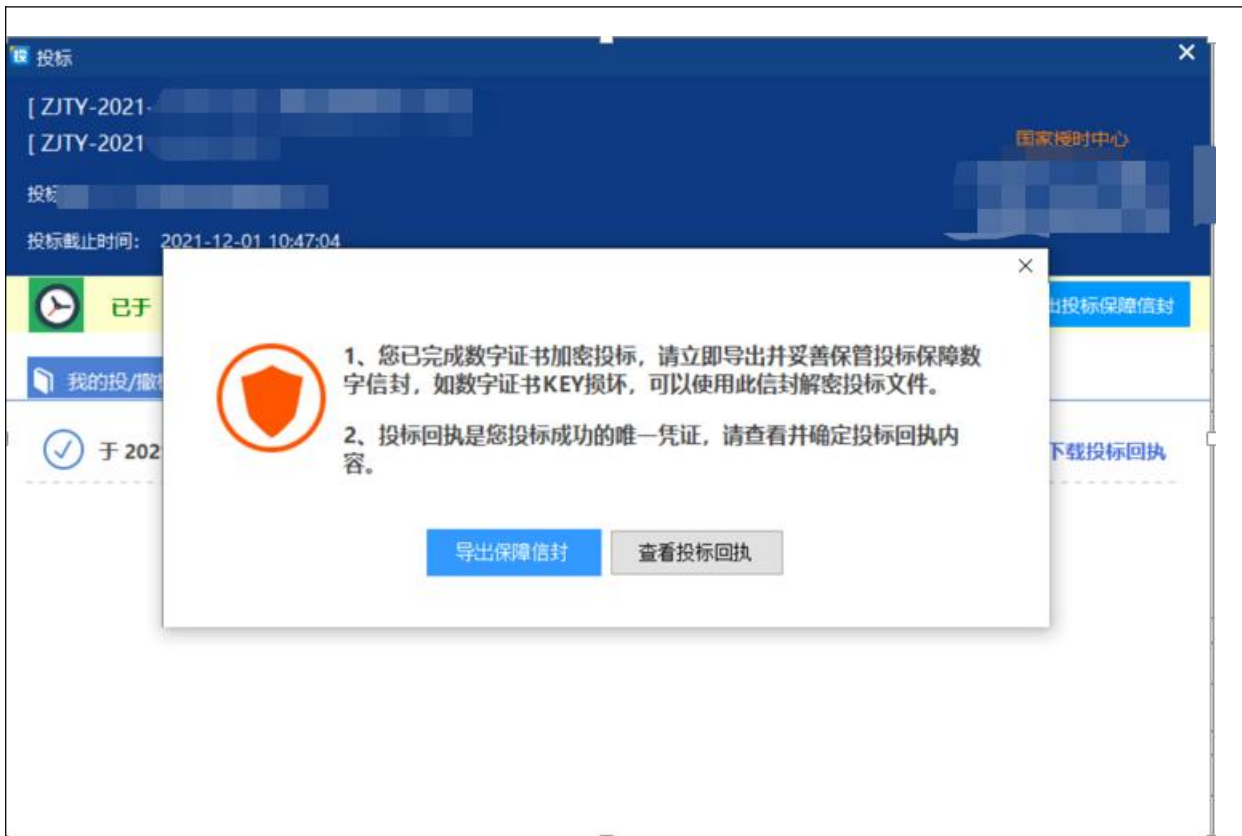 投标
[ ZJTY-2021-
[ ZJTY-2021
国家授时中心
投标
投标截止时间： 2021-12-01 10:47:04
已于
出投标保障信封
1、您已完成数字证书加密投标，请立即导出并妥善保管投标保障数
字信封，如数字证书KEY损坏，可以使用此信封解密投标文件。
我的投/撤标
2、投标回执是您投标成功的唯一凭证，请查看并确定投标回执内
容。
于 202
下载投标回执
导出保障信封
查看投标回执